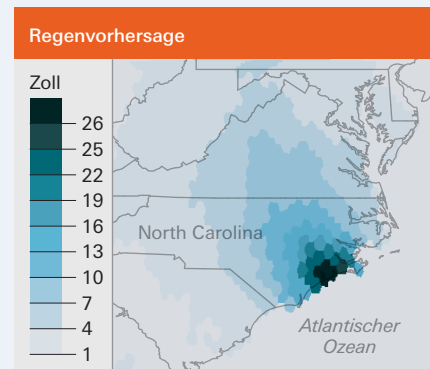 Regenvorhersage
Zoll
26
25
22
19
16
13
10
7
4
1
North Carolina
Atlantischer
Ozean